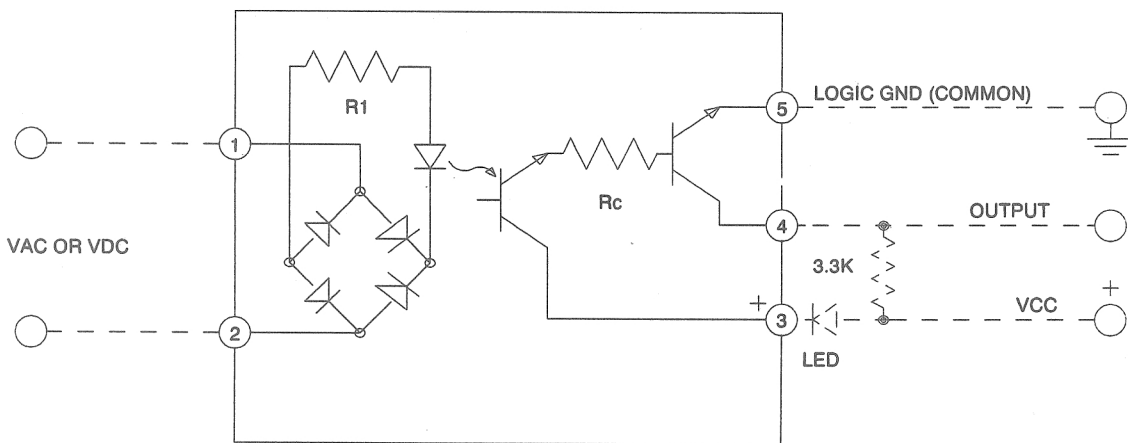 R1
5
LOGIC GND (COMMON)
1
Rc
4
OUTPUT
VAC OR VDC
3.3K
+
+
3
VCC
2
LED